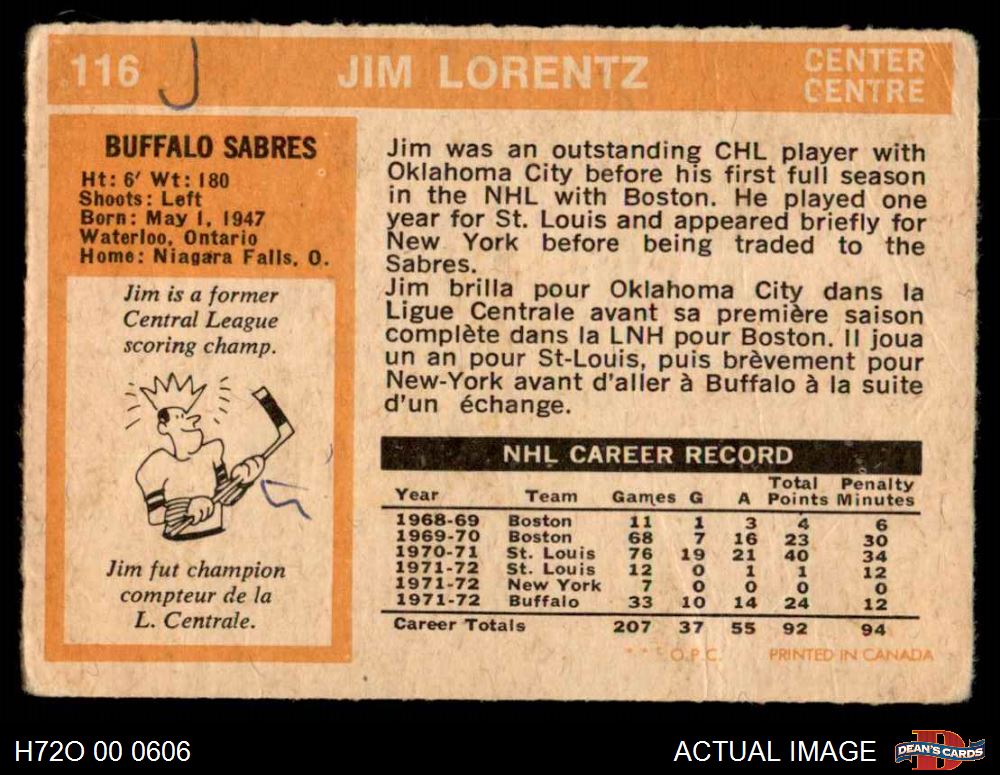 116 J JIM LORENTZ CENTER
CENTRE
BUFFALO SABRES
Ht: 6' Wt: 180
Shoots: Left
Born: May 1, 1947
Waterloo, Ontario
Home: Niagara Falls, O.
Jim is a former
Central League
scoring champ.
Jim fut champion
compteur de la
L. Centrale.
Jim was an outstanding CHL player with
Oklahoma City before his first full season
in the NHL with Boston. He played one
year for St. Louis and appeared briefly for
New York before being traded to the
Sabres.
Jim brilla pour Oklahoma City dans la
Ligue Centrale avant sa première saison
complète dans la LNH pour Boston. Il joua
un an pour St-Louis, puis brèvement pour
New-York avant d'aller à Buffalo à la suite
d'un échange.
NHL CAREER RECORD
Year Team Games G A Total Points Penalty Minutes
1968-69 Boston 11 1 3 4 6
1969-70 Boston 68 7 16 23 30
1970-71 St. Louis 76 19 21 40 34
1971-72 St. Louis 12 0 1 1 12
1971-72 New York 7 0 0 0 0
1971-72 Buffalo 33 10 14 24 12
Career Totals 207 37 55 92 94
* * * O.P.C. PRINTED IN CANADA
H72O 00 0606 ACTUAL IMAGE DEAN'S CARDS